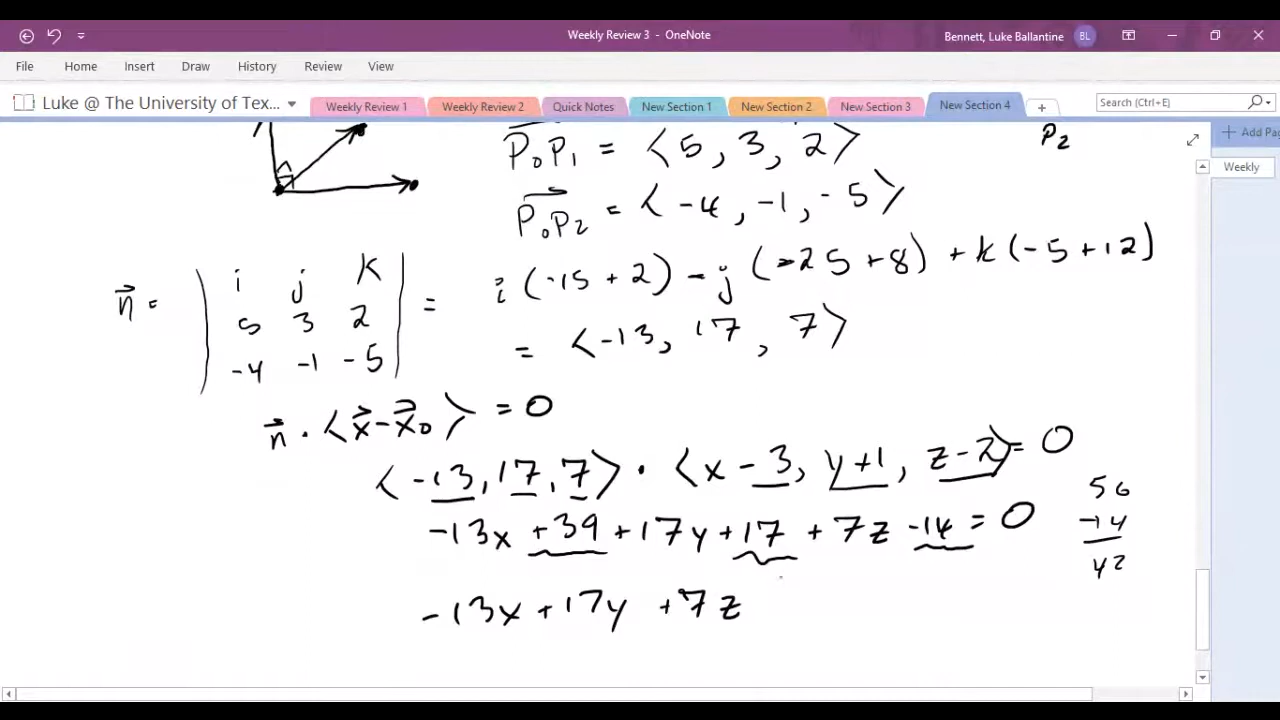 Weekly Review 3 - OneNote
Bennett, Luke Ballantine
BL
File Home Insert Draw History Review View
Luke @ The University of Tex...
Weekly Review 1
Weekly Review 2
Quick Notes
New Section 1
New Section 2
New Section 3
New Section 4
+
Search (Ctrl+E)
+ Add Pag
Weekly
P₀P₁ = ⟨5, 3, 2⟩
P₂
P₀P₂ = ⟨-4, -1, -5⟩
n⃗ = | i j k | = i(-15 + 2) - j(-25 + 8) + k(-5 + 12)
5 3 2
-4 -1 -5
= ⟨-13, 17, 7⟩
n⃗ · ⟨x⃗ - x⃗₀⟩ = 0
⟨-13, 17, 7⟩ · ⟨x - 3, y + 1, z - 2⟩ = 0
-13x + 39 + 17y + 17 + 7z - 14 = 0
56
-14
42
-13x + 17y + 7z